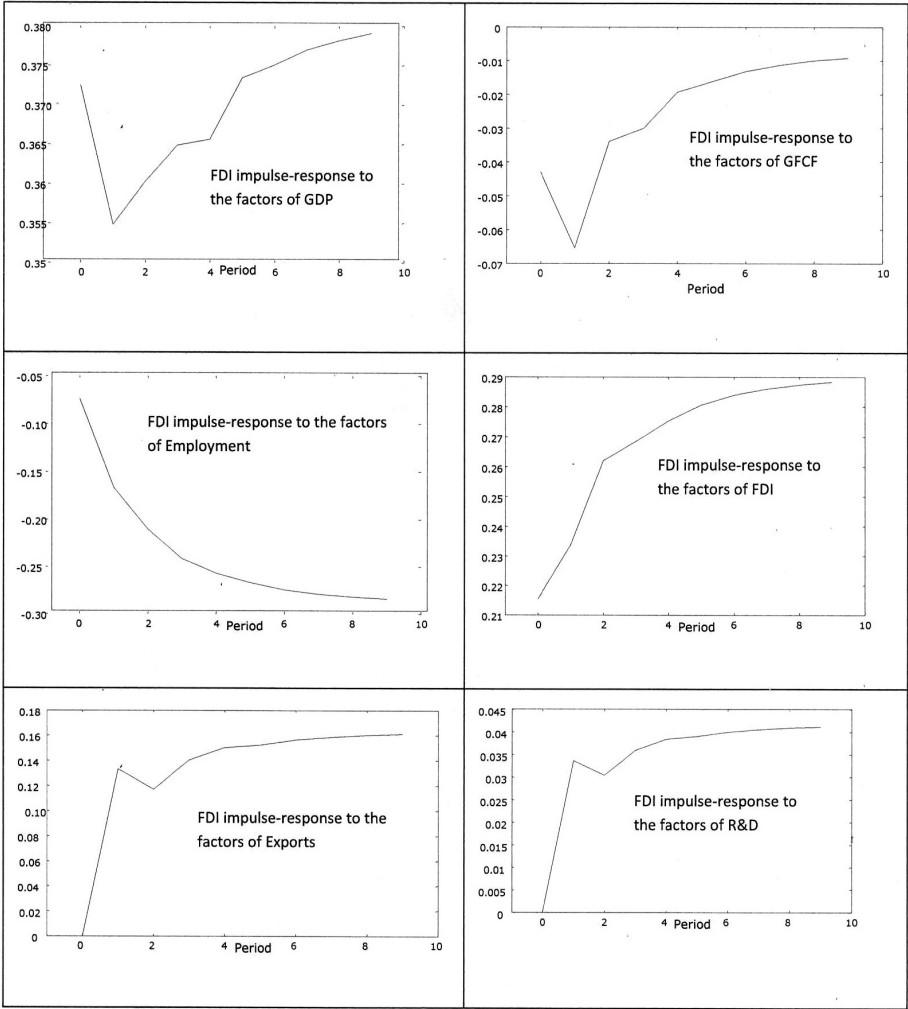 0.380
0.375
0.370
0.365
0.36
0.355
0.35
FDI impulse-response to
the factors of GDP
0 2 4 6 8 10
Period
0
-0.01
-0.02
-0.03
-0.04
-0.05
-0.06
-0.07
FDI impulse-response to
the factors of GFCF
0 2 4 6 8 10
Period
-0.05
-0.10
-0.15
-0.20
-0.25
-0.30
FDI impulse-response to the factors
of Employment
0 2 4 6 8 10
Period
0.29
0.28
0.27
0.26
0.25
0.24
0.23
0.22
0.21
FDI impulse-response to
the factors of FDI
0 2 4 6 8 10
Period
0.18
0.16
0.14
0.12
0.10
0.08
0.06
0.04
0.02
0
FDI impulse-response to the
factors of Exports
0 2 4 6 8 10
Period
0.045
0.04
0.035
0.03
0.025
0.02
0.015
0.01
0.005
0
FDI impulse-response to
the factors of R&D
0 2 4 6 8 10
Period